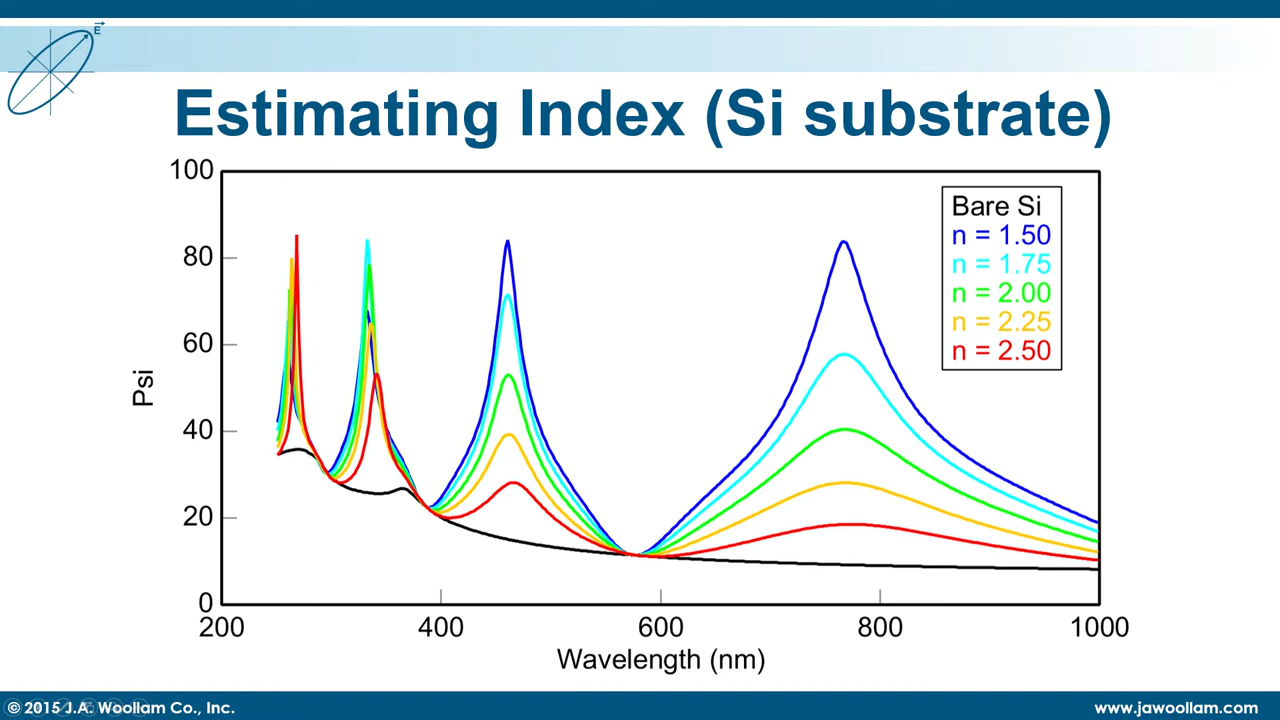 E
Estimating Index (Si substrate)
100
80
60
40
20
0
Psi
Bare Si
n = 1.50
n = 1.75
n = 2.00
n = 2.25
n = 2.50
200 400 600 800 1000
Wavelength (nm)
© 2015 J.A. Woollam Co., Inc. www.jawoollam.com